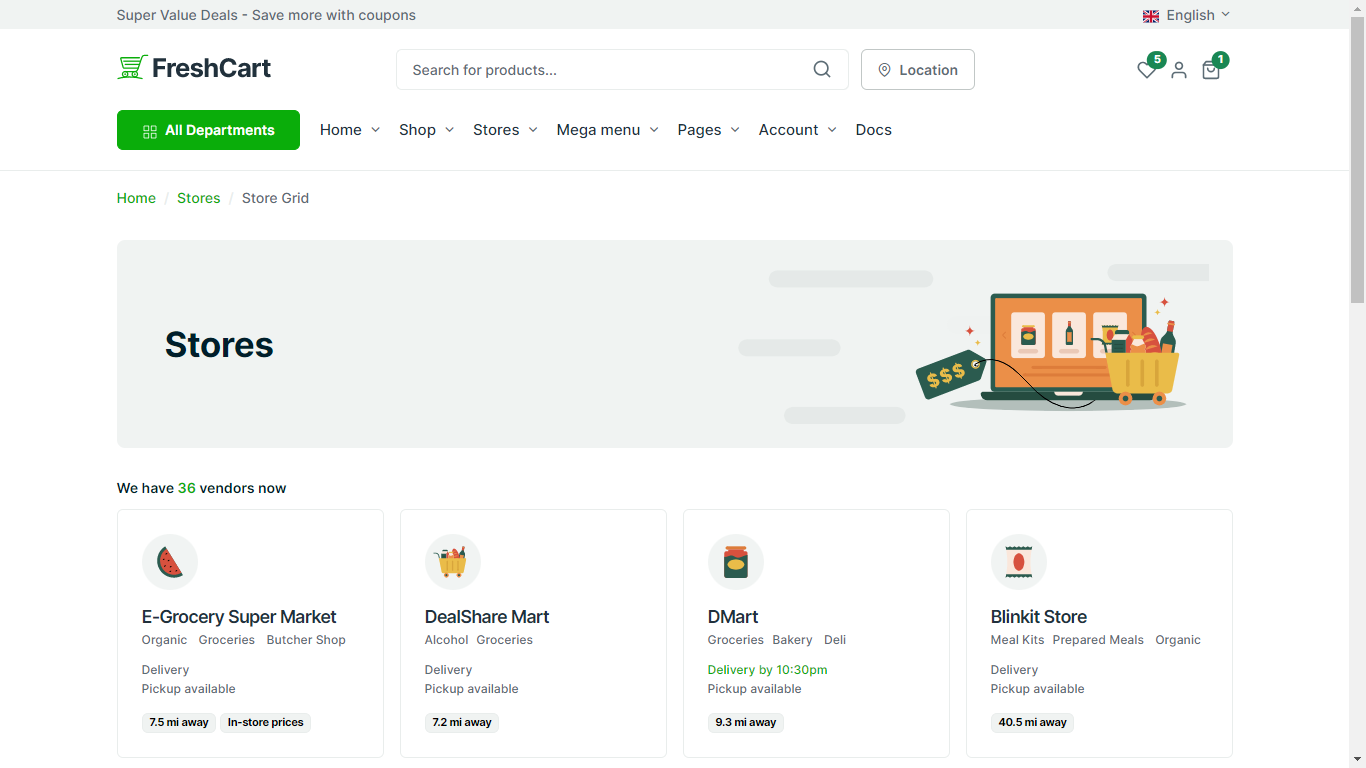 Super Value Deals - Save more with coupons
English
FreshCart
Search for products...
Location
5
1
All Departments
Home
Shop
Stores
Mega menu
Pages
Account
Docs
Home / Stores / Store Grid
Stores
$$$
We have 36 vendors now
E-Grocery Super Market
Organic Groceries Butcher Shop
Delivery
Pickup available
7.5 mi away In-store prices
DealShare Mart
Alcohol Groceries
Delivery
Pickup available
7.2 mi away
DMart
Groceries Bakery Deli
Delivery by 10:30pm
Pickup available
9.3 mi away
Blinkit Store
Meal Kits Prepared Meals Organic
Delivery
Pickup available
40.5 mi away